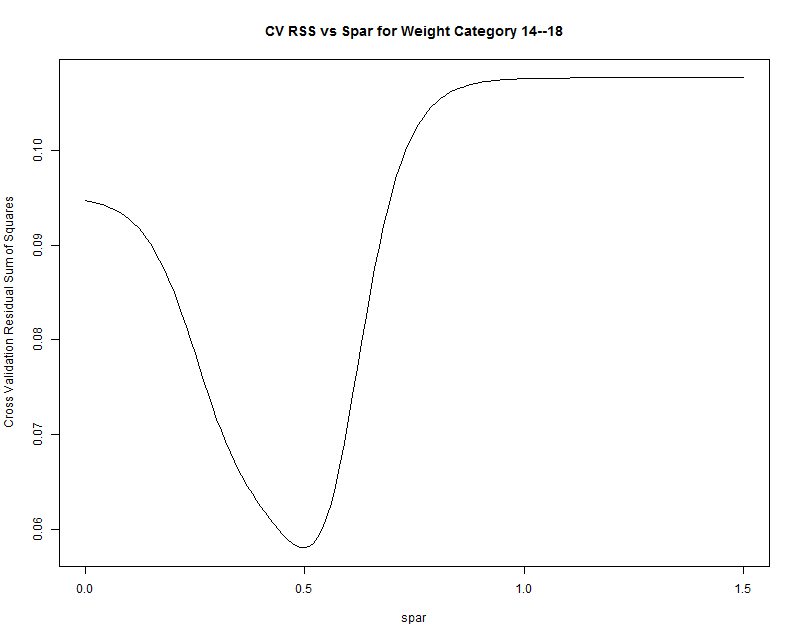 CV RSS vs Spar for Weight Category 14--18
Cross Validation Residual Sum of Squares
0.10
0.09
0.08
0.07
0.06
0.0 0.5 1.0 1.5
spar